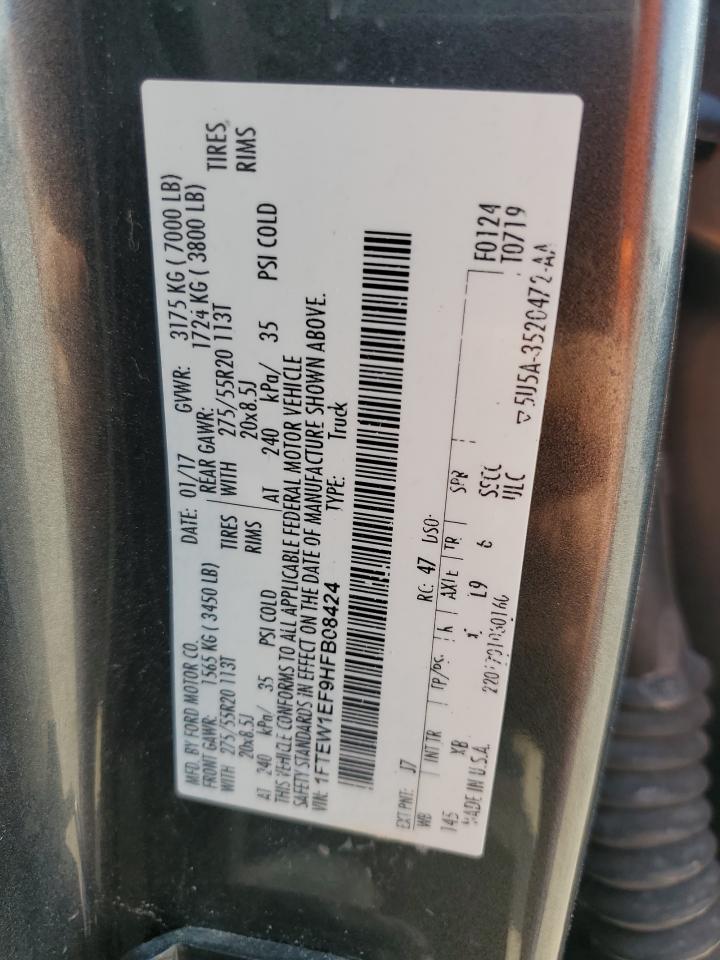 MFD. BY FORD MOTOR CO. DATE: 01/17 GVWR: 3175 KG ( 7000 LB)
FRONT GAWR: 1565 KG ( 3450 LB) REAR GAWR: 1724 KG ( 3800 LB)
WITH 275/55R20 113T TIRES WITH 275/55R20 113T TIRES
20x8.5J RIMS 20x8.5J RIMS
AT 240 kPa/ 35 PSI COLD AT 240 kPa/ 35 PSI COLD
THIS VEHICLE CONFORMS TO ALL APPLICABLE FEDERAL MOTOR VEHICLE
SAFETY STANDARDS IN EFFECT ON THE DATE OF MANUFACTURE SHOWN ABOVE.
VIN: 1FTEW1EF9HFB08424 TYPE: Truck
EXT PNT: J7 RC: 47 DSO:
WB INT TR TP/PS R AXLE TR SPR F0124
145 XB L9 6 T0719
MADE IN U.S.A. ULC
5U5A-3520472-AA